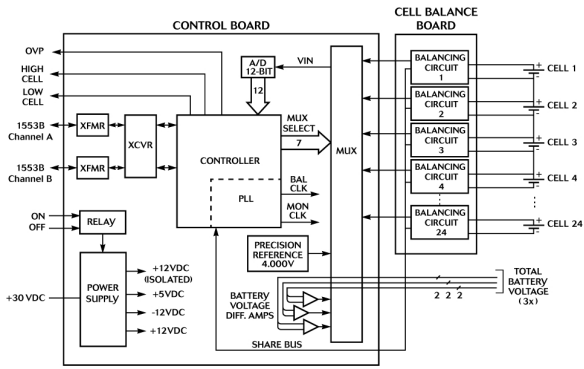 CONTROL BOARD
CELL BALANCE
BOARD
OVP
HIGH
CELL
LOW
CELL
A/D
12-BIT
VIN
12
MUX
SELECT
7
MUX
1553B
Channel A
XFMR
XCVR
1553B
Channel B
XFMR
CONTROLLER
PLL
BAL
CLK
MON
CLK
ON
OFF
RELAY
PRECISION
REFERENCE
4.000V
+30 VDC
POWER
SUPPLY
+12VDC
(ISOLATED)
+5VDC
-12VDC
+12VDC
BATTERY
VOLTAGE
DIFF. AMPS
SHARE BUS
BALANCING
CIRCUIT
1
+
-
CELL 1
BALANCING
CIRCUIT
2
+
-
CELL 2
BALANCING
CIRCUIT
3
+
-
CELL 3
BALANCING
CIRCUIT
4
+
-
CELL 4
BALANCING
CIRCUIT
24
+
-
CELL 24
2 2 2
TOTAL
BATTERY
VOLTAGE
(3x)